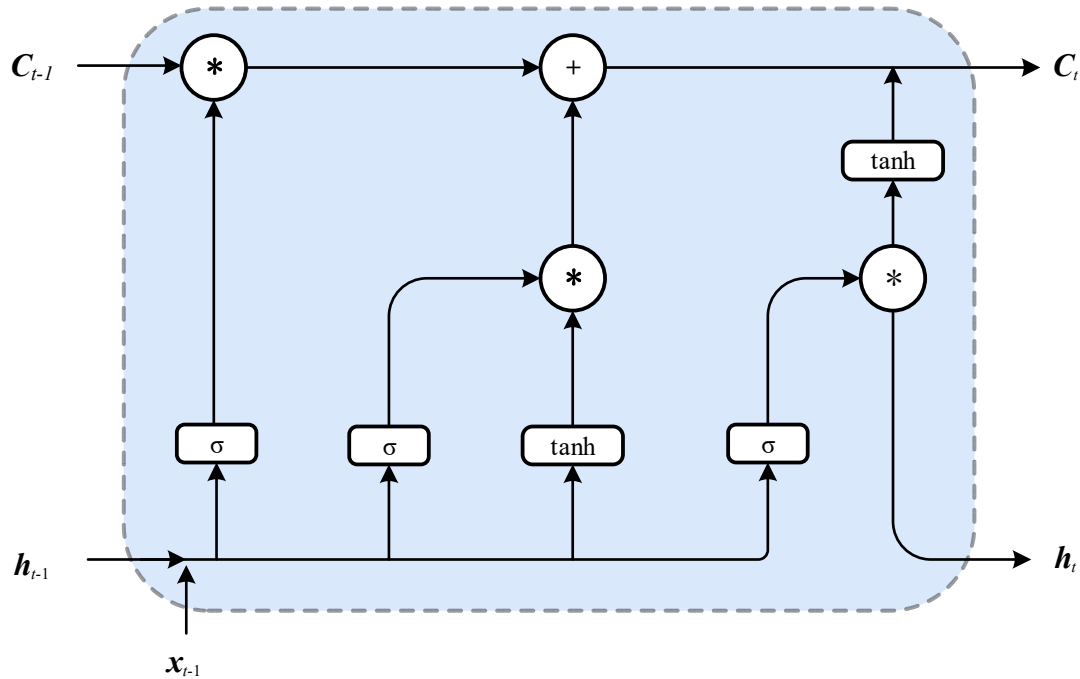 C_{t-1} * + C_t
tanh
* *
σ σ tanh σ
h_{t-1} h_t
x_{t-1}